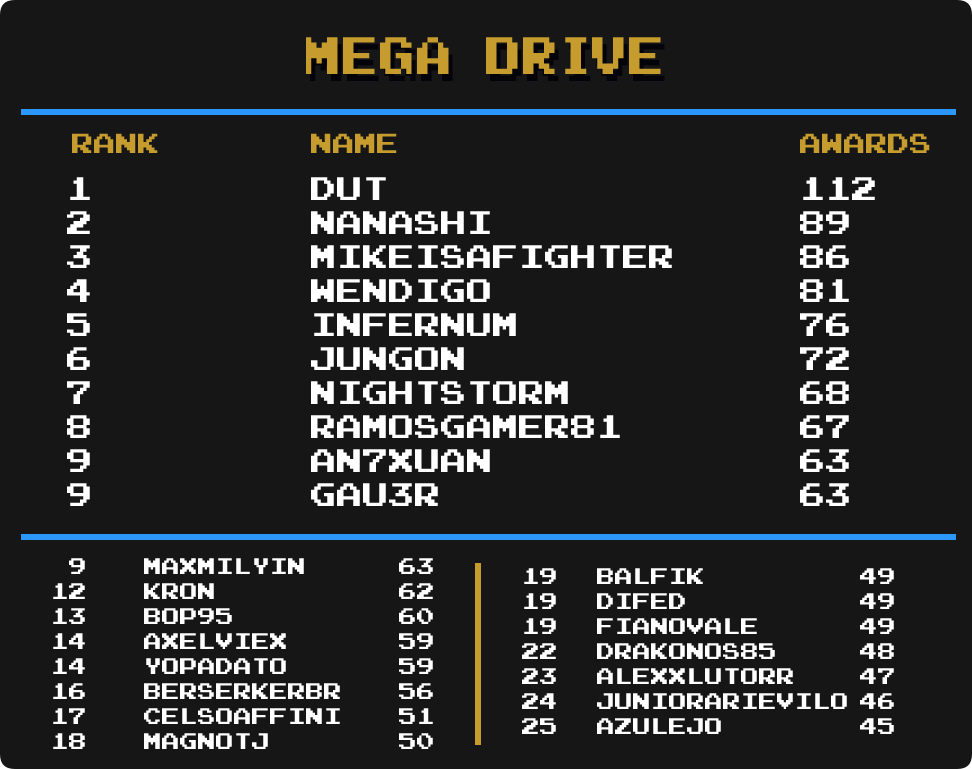 MEGA DRIVE
RANK NAME AWARDS
1 DUT 112
2 NANASHI 89
3 MIKEISAFIGHTER 86
4 WENDIGO 81
5 INFERNUM 76
6 JUNGON 72
7 NIGHTSTORM 68
8 RAMOSGAMER81 67
9 AN7XUAN 63
9 GAU3R 63
9 MAXMILYIN 63
12 KRON 62
13 BOP95 60
14 AXELVIEX 59
14 YOPADATO 59
16 BERSERKERBR 56
17 CELSOAFFINI 51
18 MAGNOTJ 50
19 BALFIK 49
19 DIFED 49
19 FIANOVALE 49
22 DRAKONOS85 48
23 ALEXXLUTORR 47
24 JUNIORARIEVILO 46
25 AZULEJO 45